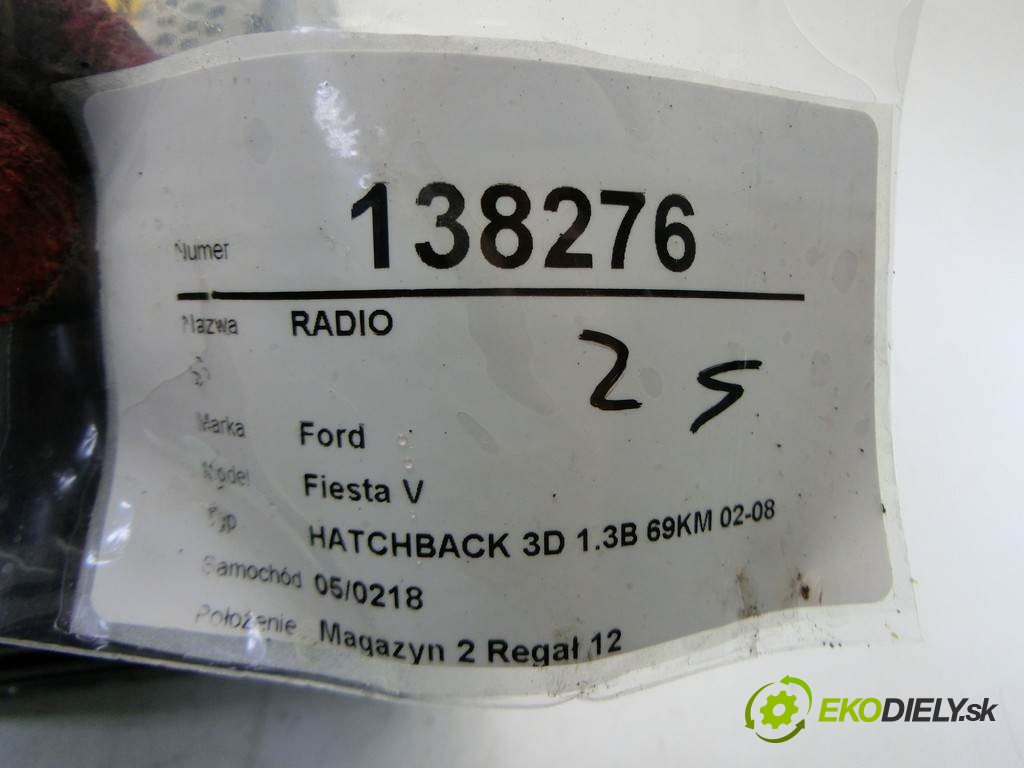 Numer 138276
Nazwa RADIO
2 5
Marka Ford
Model Fiesta V
Typ HATCHBACK 3D 1.3B 69KM 02-08
Samochód 05/0218
Położenie Magazyn 2 Regał 12
EKODIELY.sk